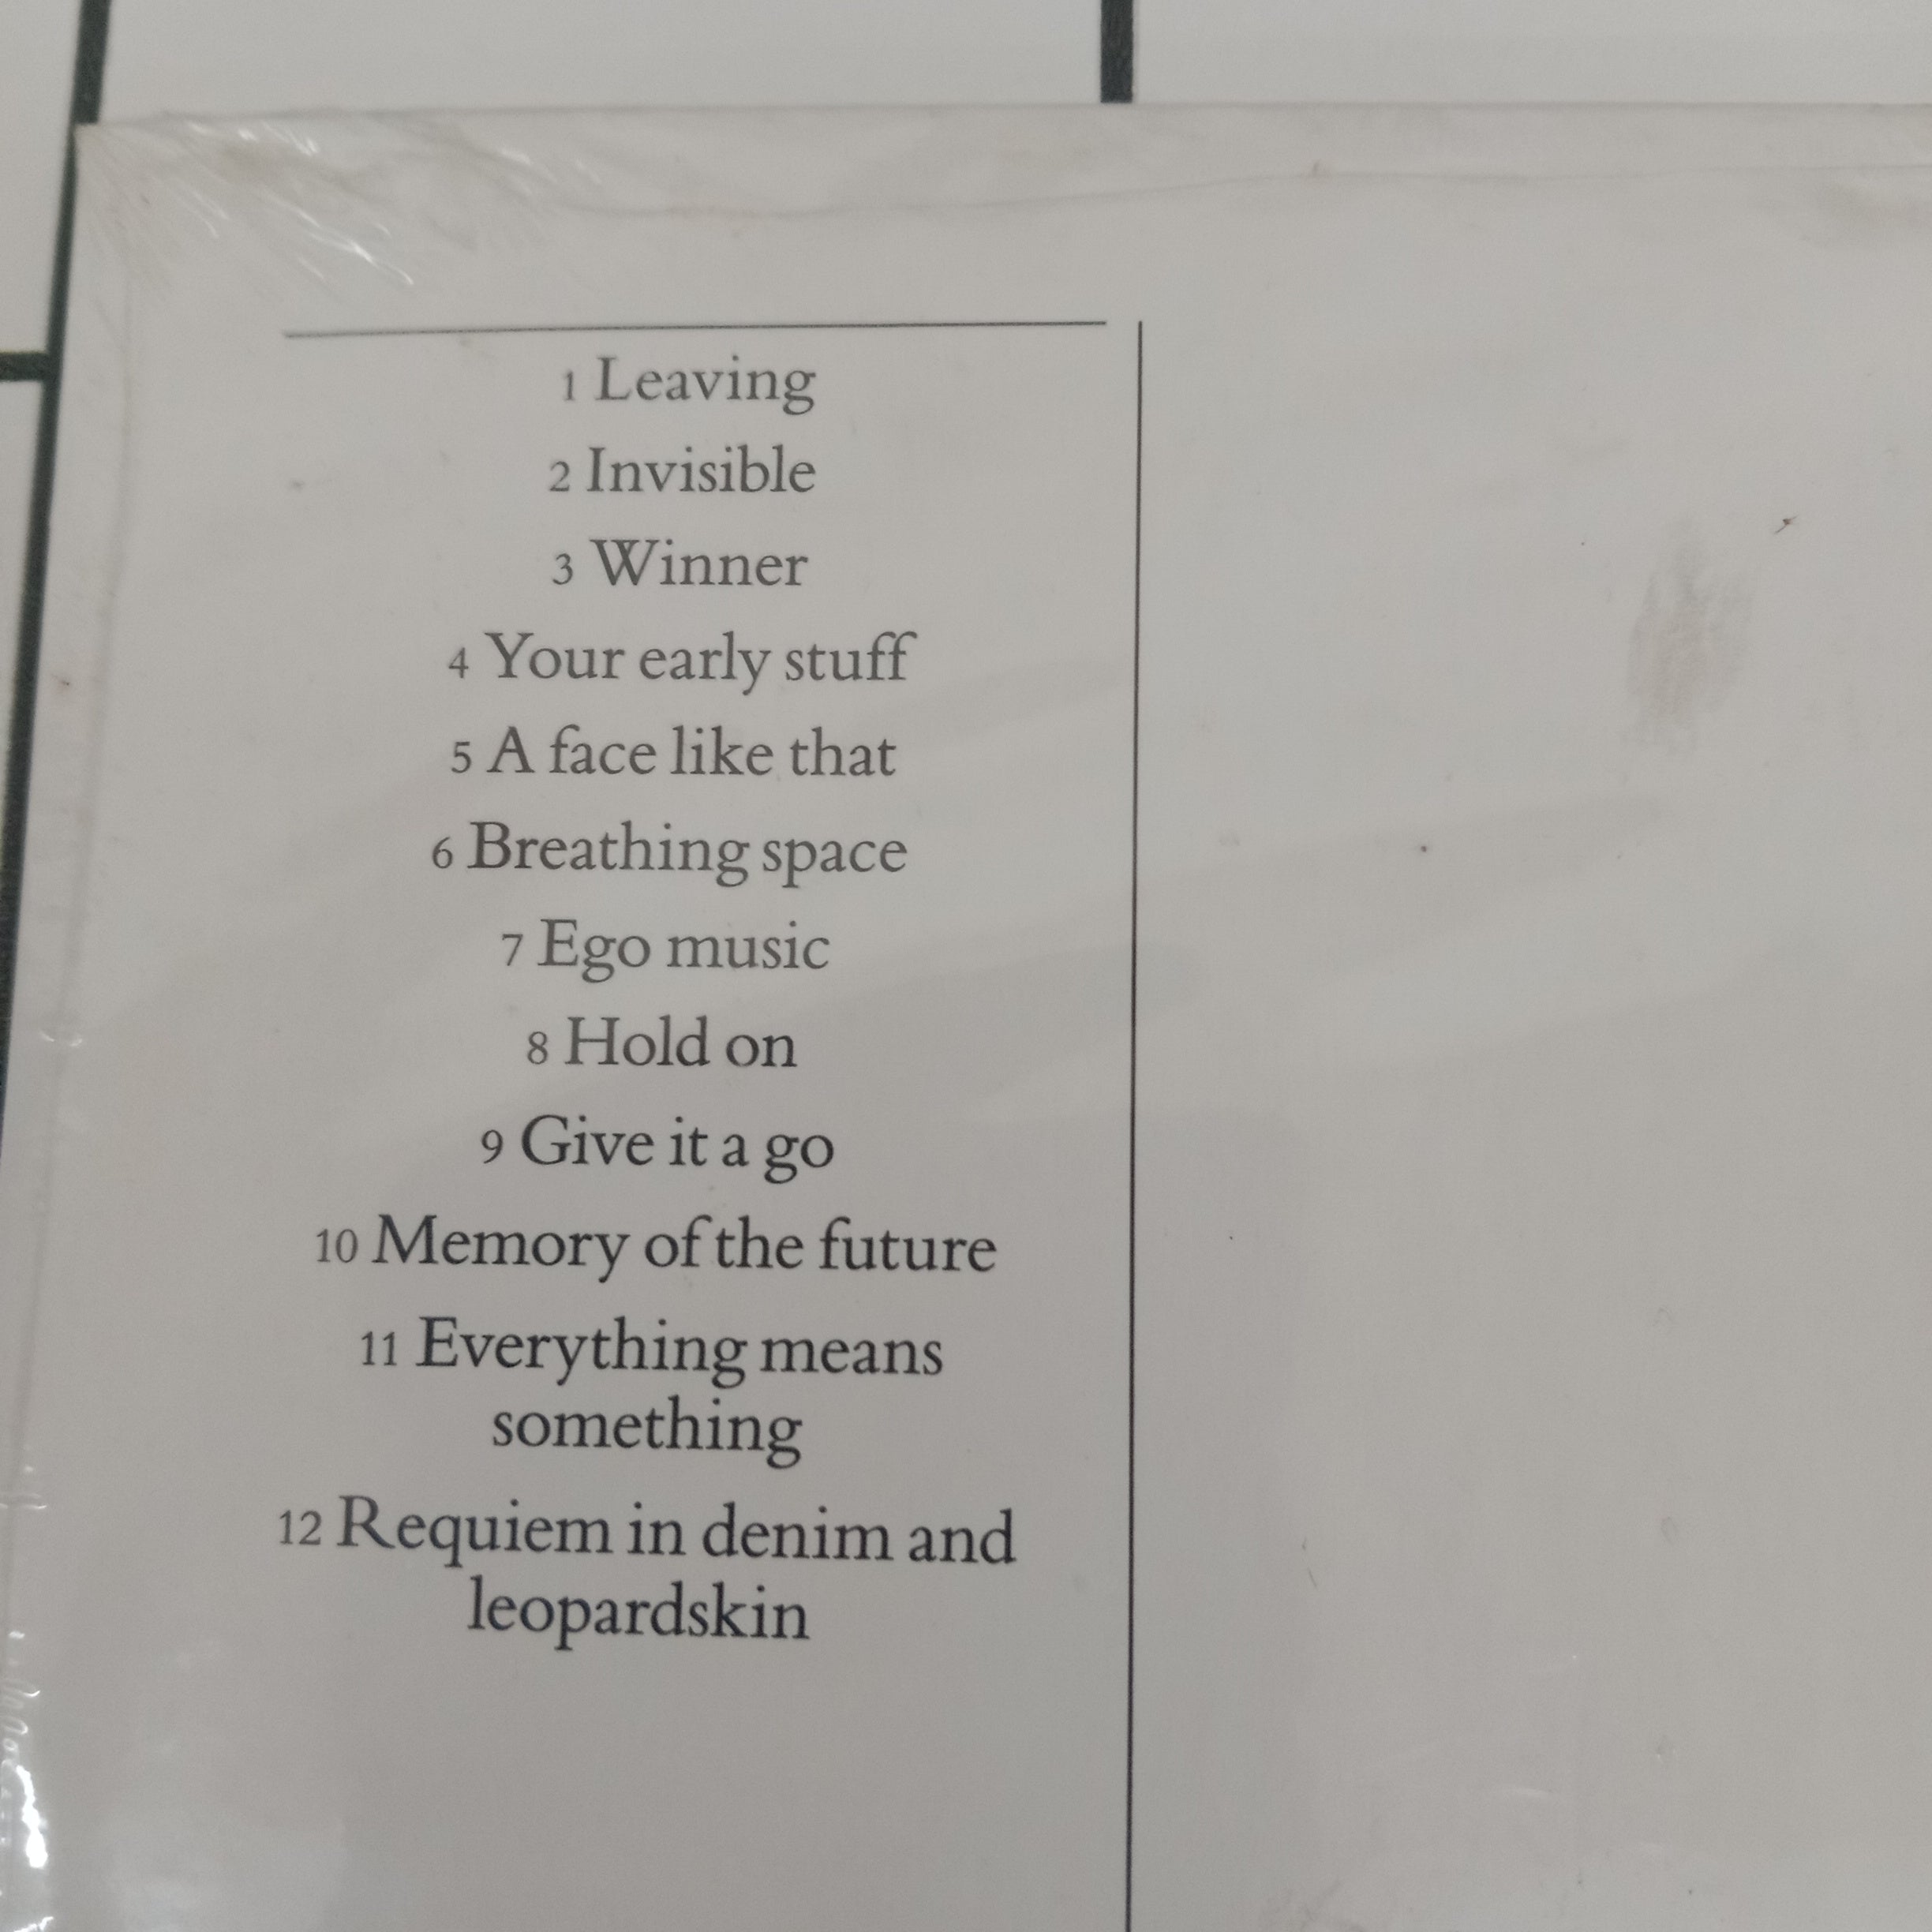 1 Leaving
2 Invisible
3 Winner
4 Your early stuff
5 A face like that
6 Breathing space
7 Ego music
8 Hold on
9 Give it a go
10 Memory of the future
11 Everything means
something
12 Requiem in denim and
leopardskin